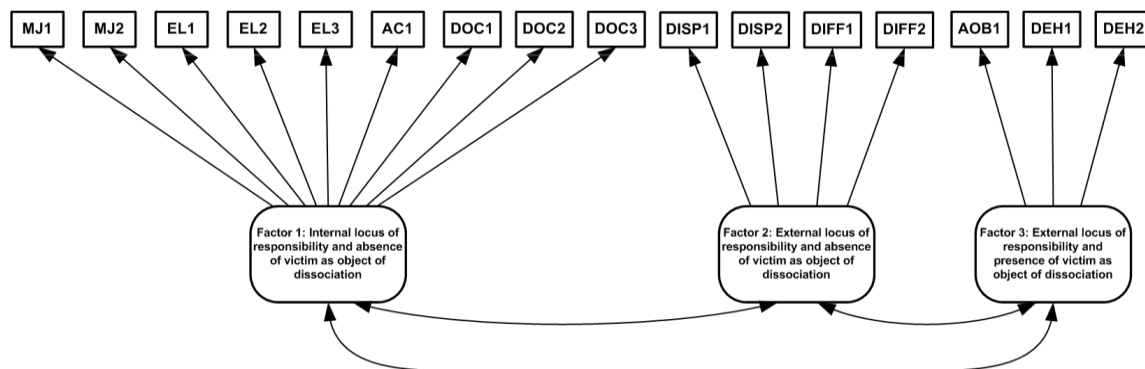 MJ1 MJ2 EL1 EL2 EL3 AC1 DOC1 DOC2 DOC3 DISP1 DISP2 DIFF1 DIFF2 AOB1 DEH1 DEH2
Factor 1: Internal locus of
responsibility and absence
of victim as object of
dissociation
Factor 2: External locus of
responsibility and absence
of victim as object of
dissociation
Factor 3: External locus of
responsibility and
presence of victim as
object of dissociation